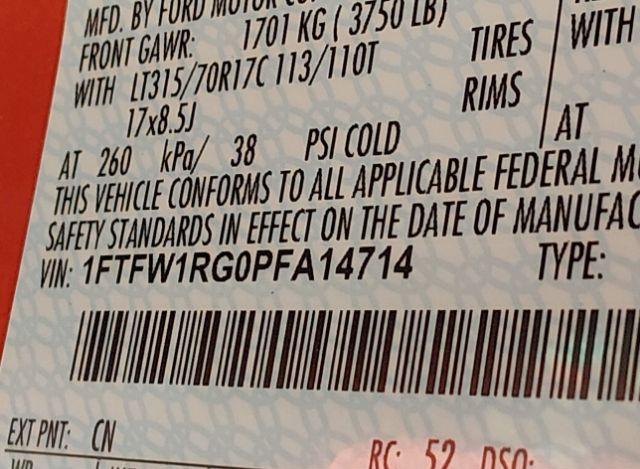 MFD. BY FORD MOTOR
FRONT GAWR: 1701 KG ( 3750 LB)
WITH LT315/70R17C 113/110T TIRES WITH
17x8.5J RIMS
AT 260 kPa/ 38 PSI COLD AT
THIS VEHICLE CONFORMS TO ALL APPLICABLE FEDERAL M
SAFETY STANDARDS IN EFFECT ON THE DATE OF MANUFAC
VIN: 1FTFW1RG0PFA14714 TYPE:
EXT PNT: CN RC: 52 DSO: